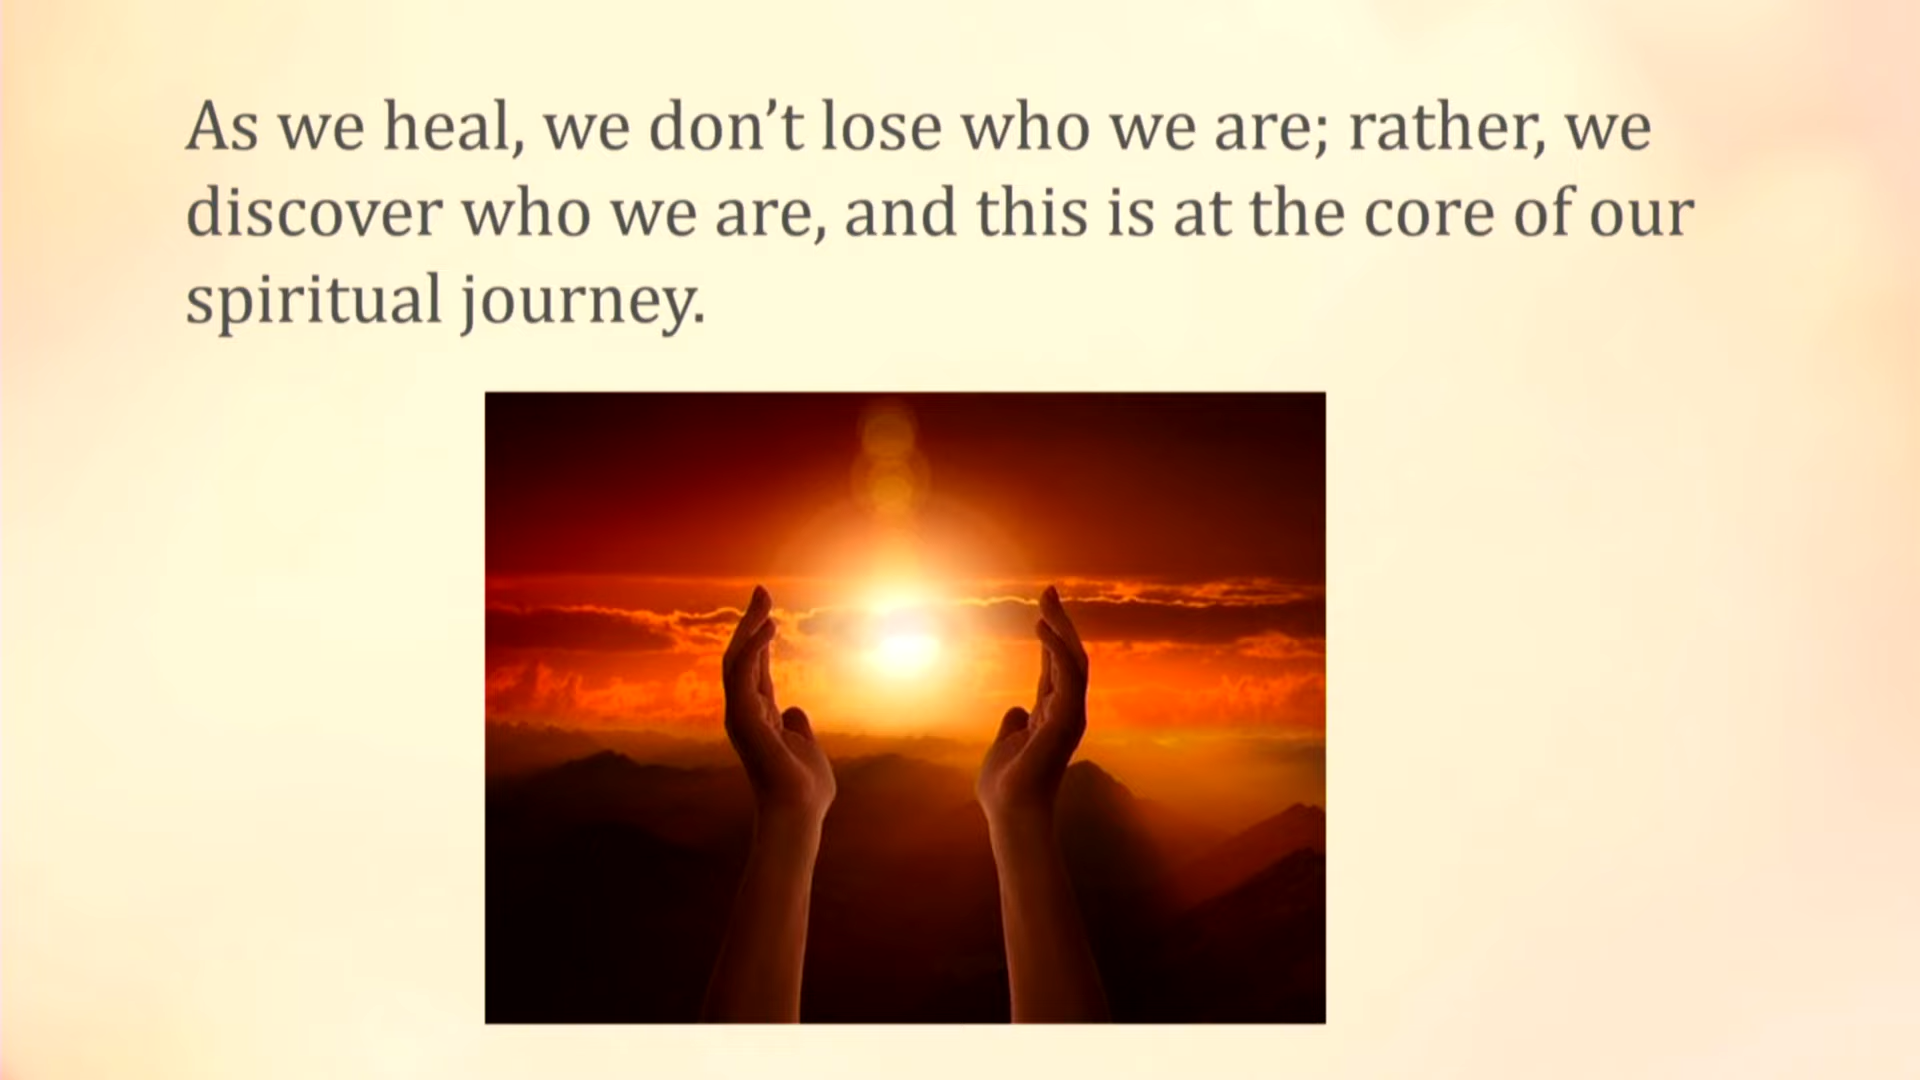 As we heal, we don’t lose who we are; rather, we
discover who we are, and this is at the core of our
spiritual journey.